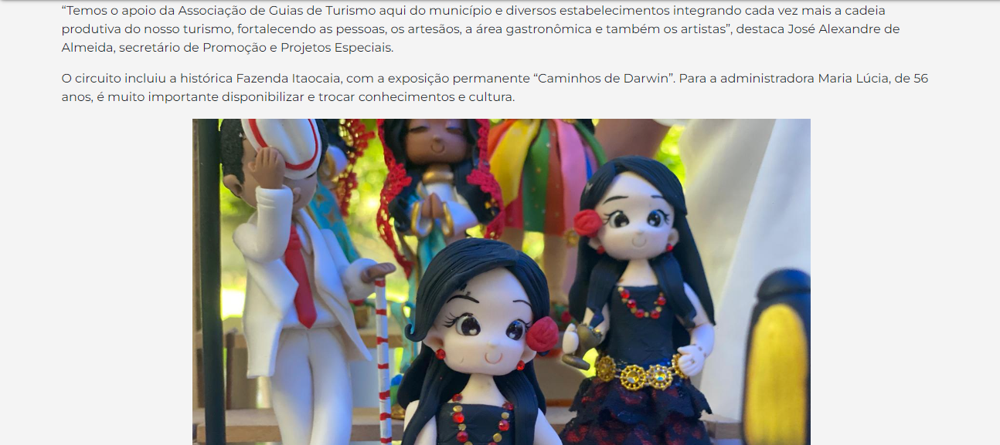 “Temos o apoio da Associação de Guias de Turismo aqui do município e diversos estabelecimentos integrando cada vez mais a cadeia
produtiva do nosso turismo, fortalecendo as pessoas, os artesãos, a área gastronômica e também os artistas”, destaca José Alexandre de
Almeida, secretário de Promoção e Projetos Especiais.
O circuito incluiu a histórica Fazenda Itaocaia, com a exposição permanente “Caminhos de Darwin”. Para a administradora Maria Lúcia, de 56
anos, é muito importante disponibilizar e trocar conhecimentos e cultura.